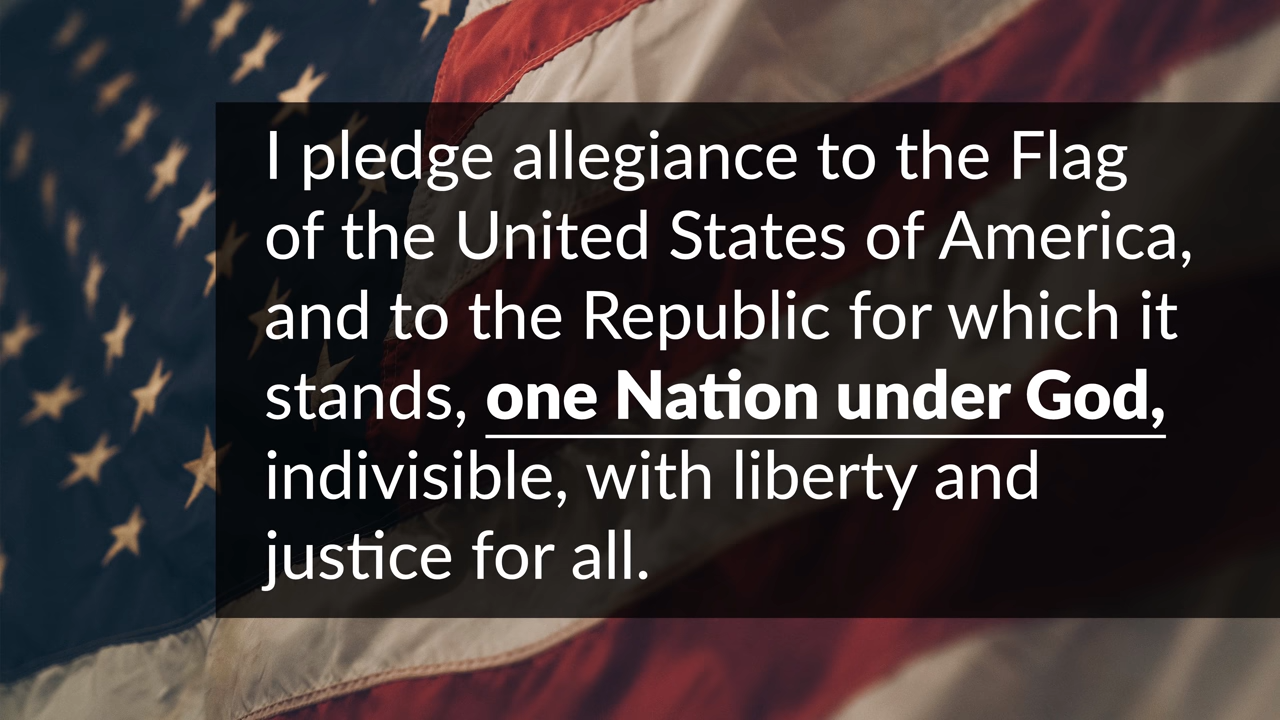 I pledge allegiance to the Flag
of the United States of America,
and to the Republic for which it
stands, one Nation under God,
indivisible, with liberty and
justice for all.